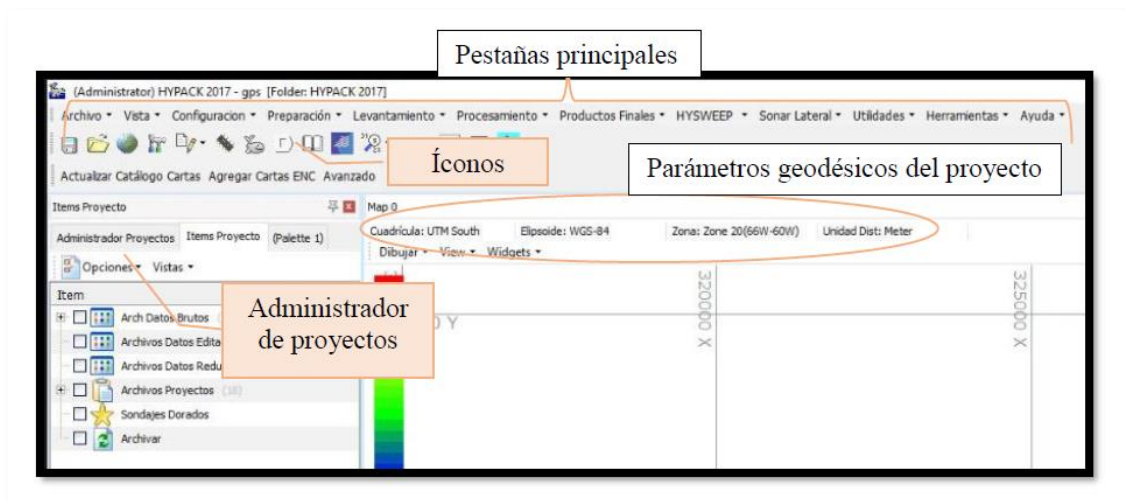 Pestañas principales
(Administrator) HYPACK 2017 - gps [Folder: HYPACK 2017]
Archivo Vista Configuracion Preparación Levantamiento Procesamiento Productos Finales HYSWEEP Sonar Lateral Utilidades Herramientas Ayuda
Íconos
Parámetros geodésicos del proyecto
Actualizar Catálogo Cartas Agregar Cartas ENC Avanzado
Items Proyecto
Map 0
Administrador Proyectos Items Proyecto (Palette 1)
Cuadrícula: UTM South Elipsoide: WGS-84 Zona: Zone 20(66W-60W) Unidad Dist: Meter
Opciones Vistas
Dibujar View Widgets
Item
Administrador
de proyectos
Arch Datos Brutos
Archivos Datos Edita
Archivos Datos Redu
Archivos Proyectos (18)
Sondajes Dorados
Archivar
0 Y
320000 X
325000 X